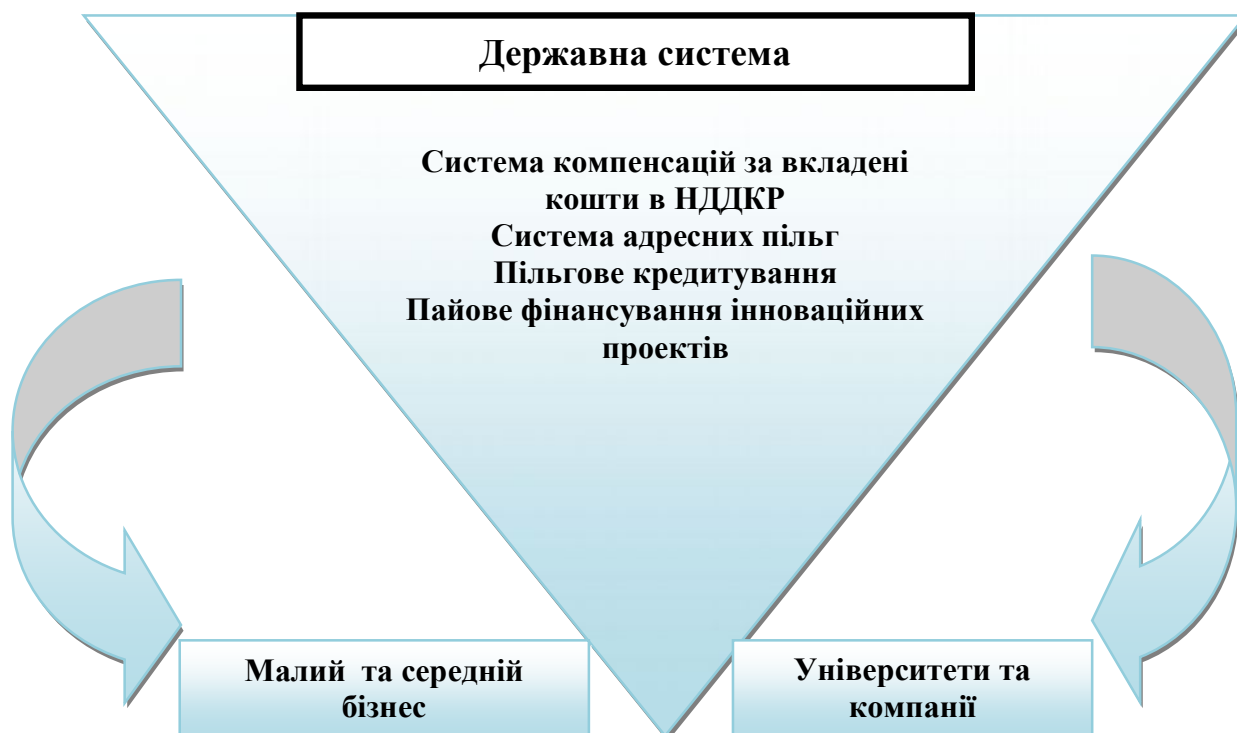 Державна система
Система компенсацій за вкладені
кошти в НДДКР
Система адресних пільг
Пільгове кредитування
Пайове фінансування інноваційних
проектів
Малий та середній
бізнес
Університети та
компанії